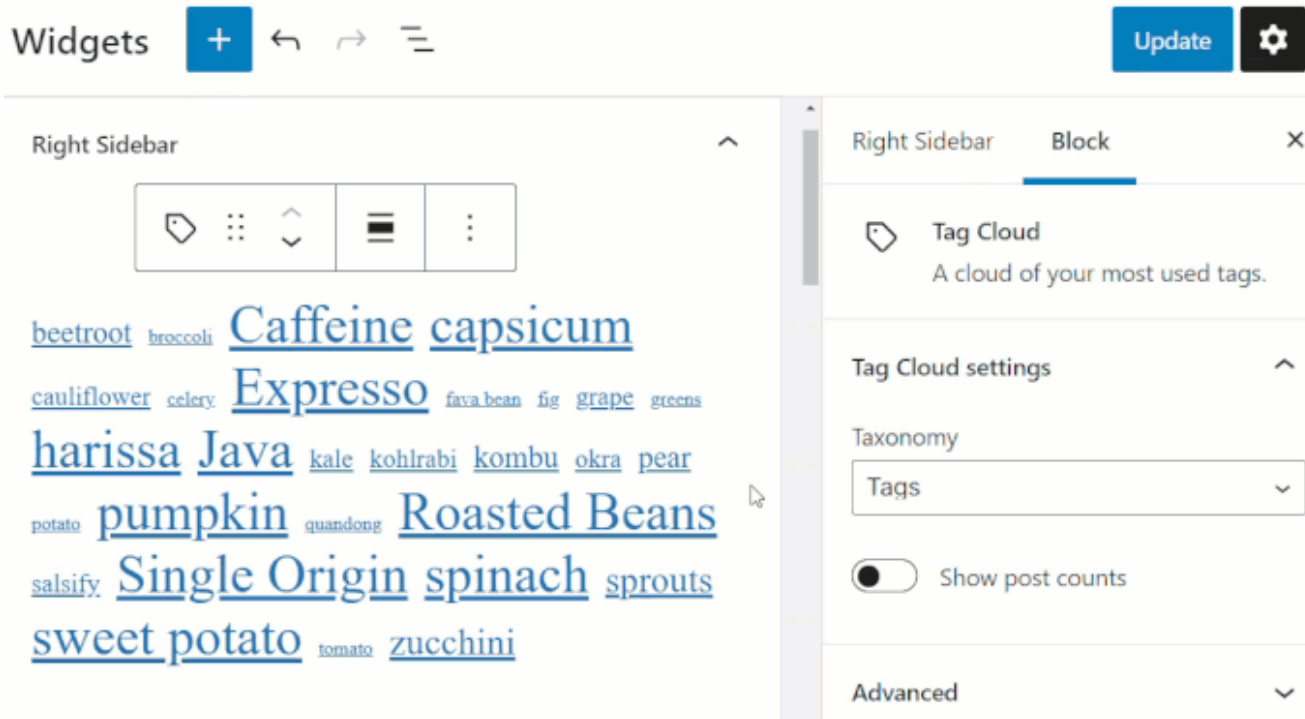 Widgets
Update
Right Sidebar
Right Sidebar Block
Tag Cloud
A cloud of your most used tags.
beetroot broccoli Caffeine capsicum
cauliflower celery Expresso fava bean fig grape greens
harissa Java kale kohlrabi kombu okra pear
potato pumpkin quandong Roasted Beans
salsify Single Origin spinach sprouts
sweet potato tomato zucchini
Tag Cloud settings
Taxonomy
Tags
Show post counts
Advanced